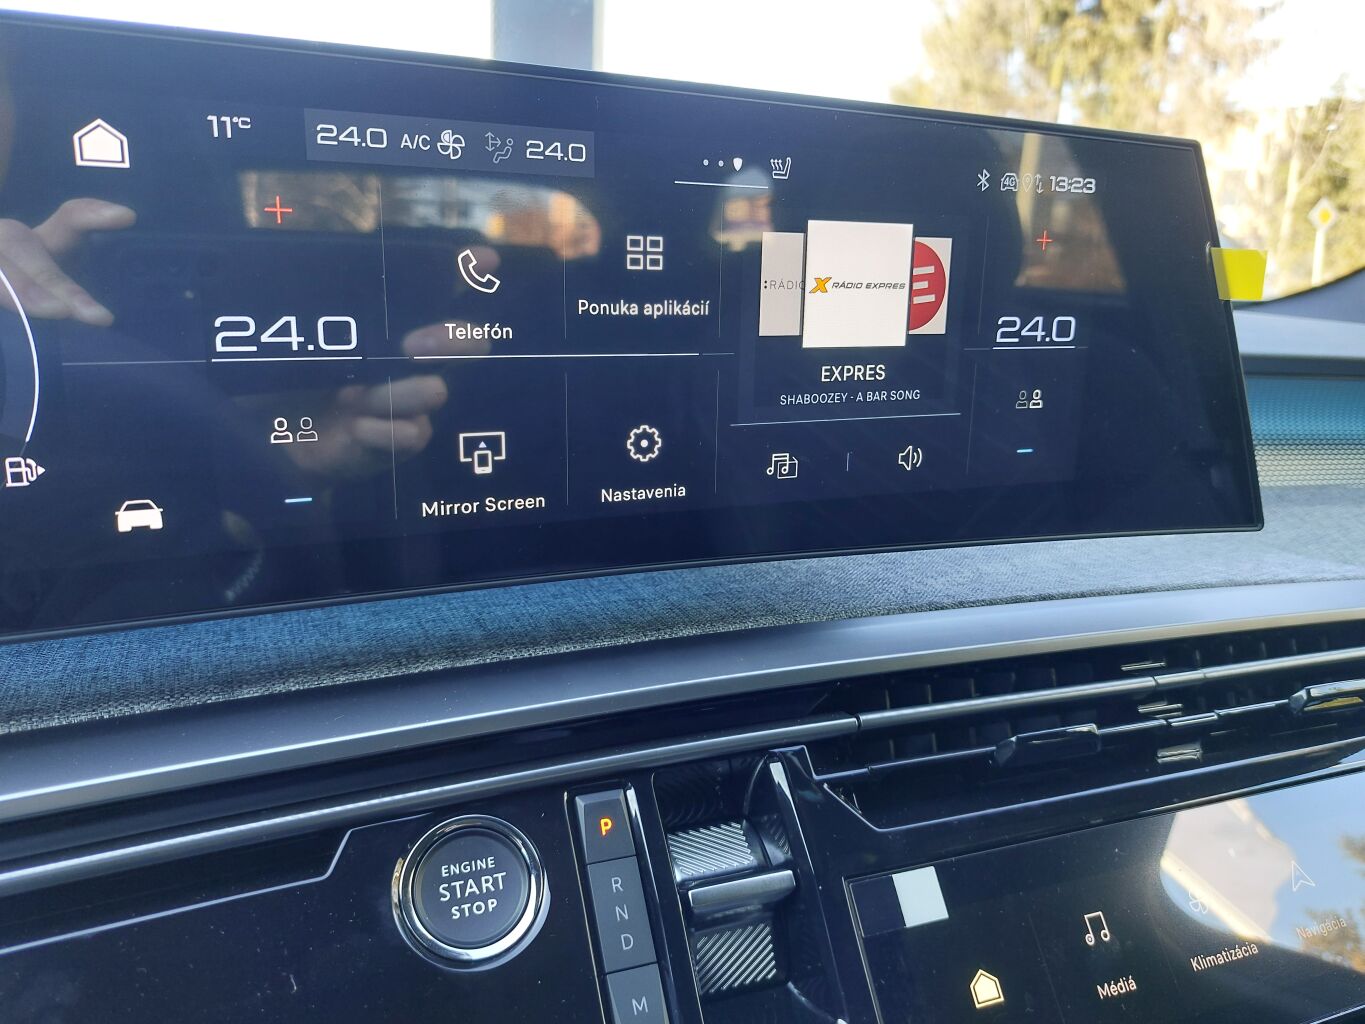 11°C
24.0 A/C 24.0
4G 13:23
24.0
Telefón
Ponuka aplikácií
:RÁDIO
RÁDIO EXPRES
EXPRES
SHABOOZEY - A BAR SONG
24.0
Mirror Screen
Nastavenia
ENGINE
START
STOP
P
R
N
D
M
Médiá
Klimatizácia
Navigácia